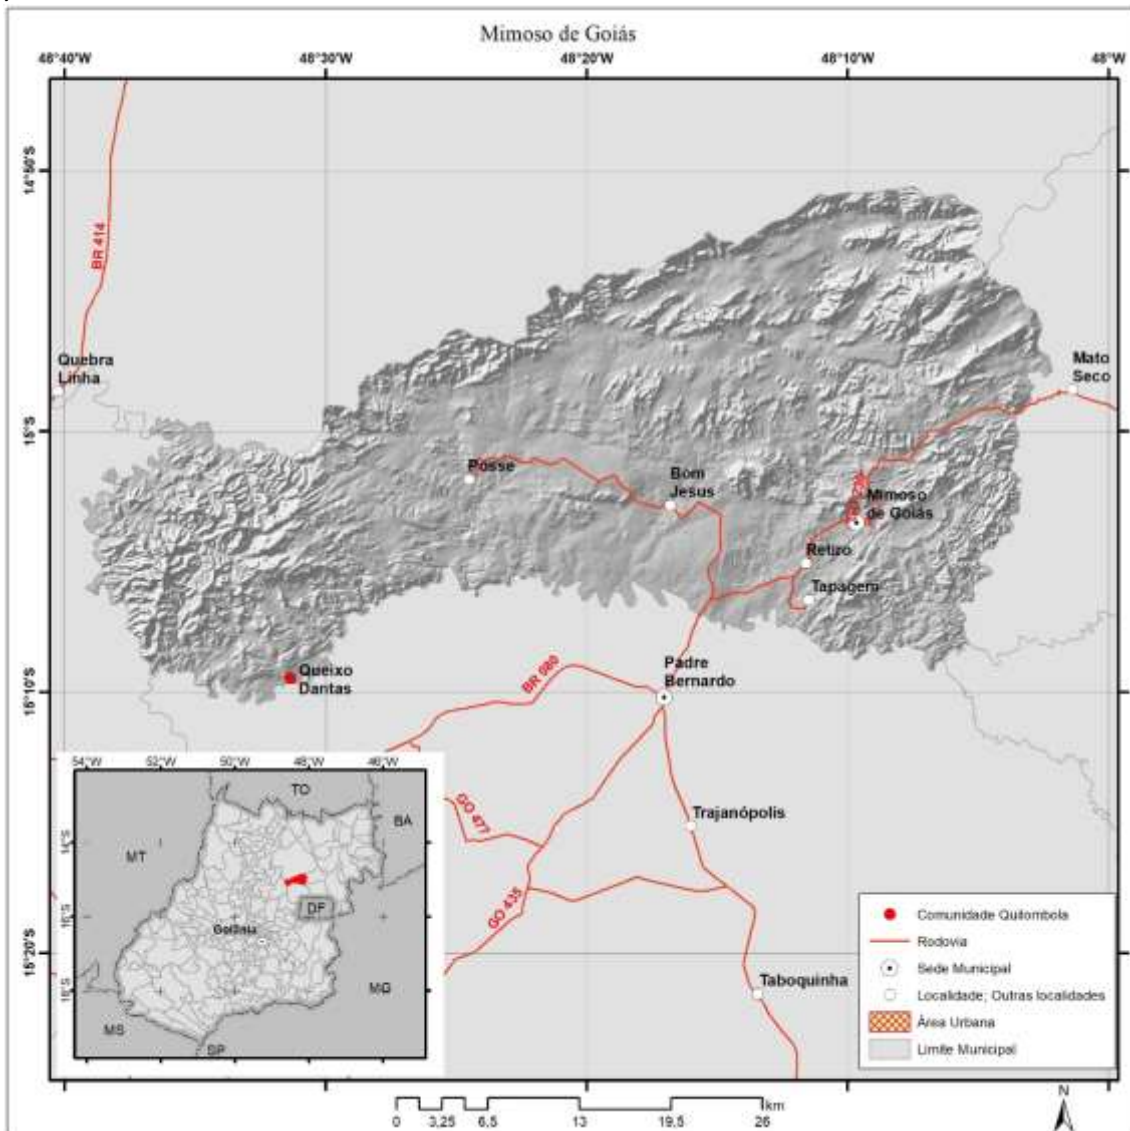 Mimoso de Goiás
48°40'W
48°30'W
48°20'W
48°10'W
48°W
14°50'S
BR 414
Quebra
Linha
Mato
Seco
15°S
Posse
Bom
Jesus
Mimoso
de Goiás
Retiro
Tapagem
Queixo
Dantas
Padre
Bernardo
15°10'S
BR 080
Trajanópolis
GO 477
GO 435
15°20'S
Taboquinha
54°W
52°W
50°W
48°W
46°W
TO
BA
14°S
MT
DF
16°S
Goiânia
18°S
MG
MS
SP
Comunidade Quilombola
Rodovia
Sede Municipal
Localidade; Outras localidades
Área Urbana
Limite Municipal
0
3,25
6,5
13
19,5
26
km
N